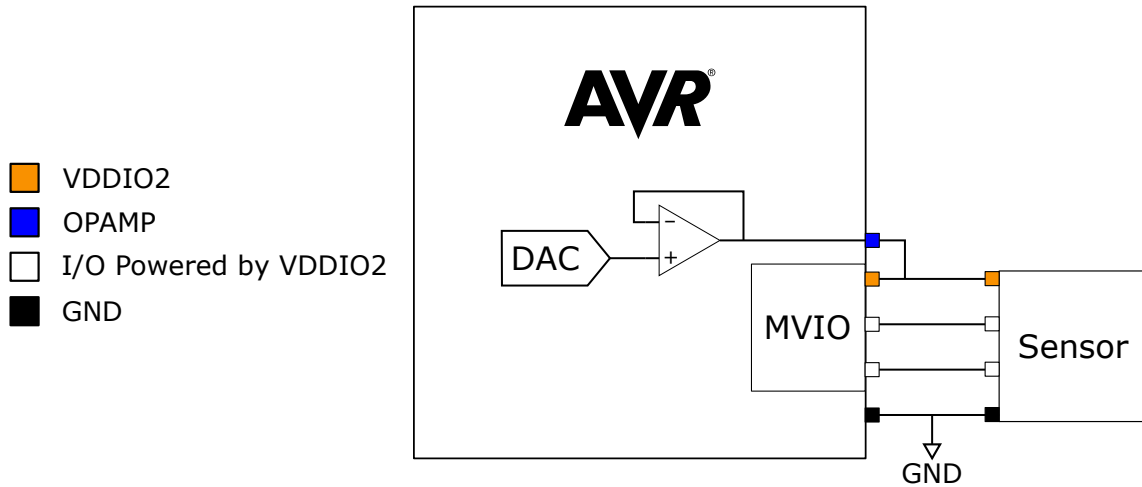 AVR®
VDDIO2
OPAMP
I/O Powered by VDDIO2
GND
DAC
−
+
MVIO
Sensor
GND